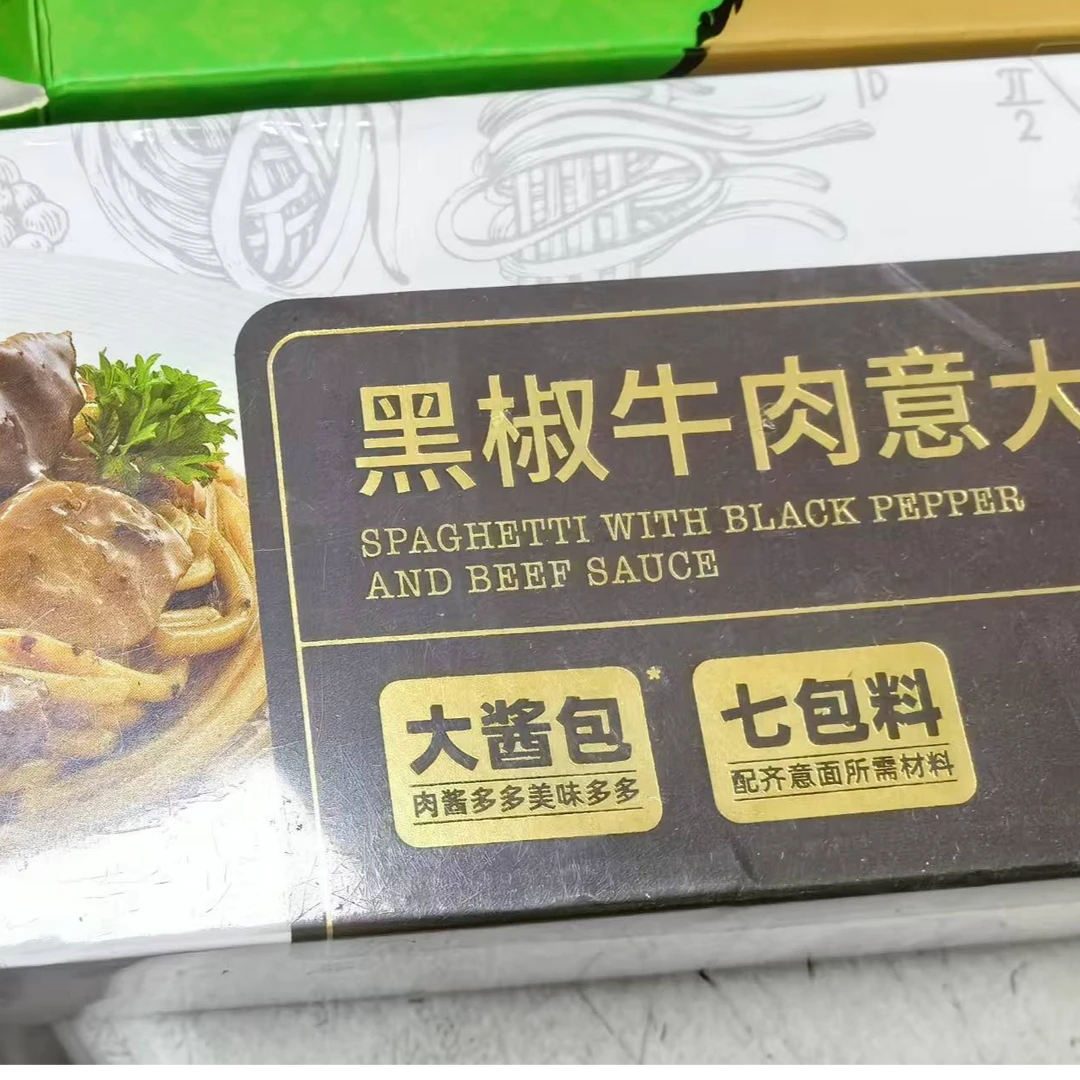 黑椒牛肉意大
SPAGHETTI WITH BLACK PEPPER
AND BEEF SAUCE
大酱包*
肉酱多多美味多多
七包料
配齐意面所需材料